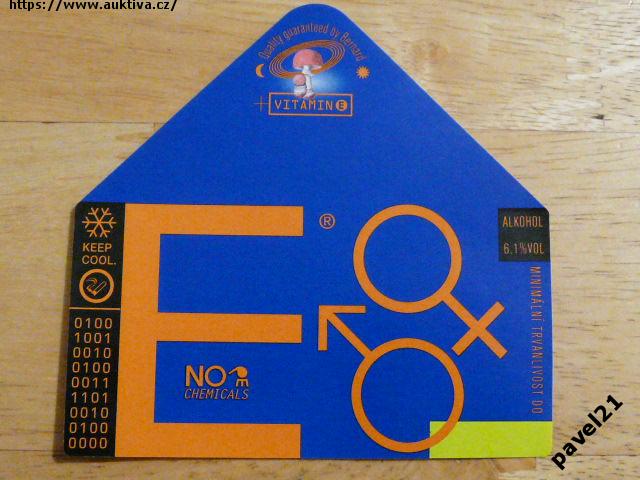 https://www.auktiva.cz/
Quality guaranteed by Bernard
+VITAMIN E
KEEP
COOL.
E®
ALKOHOL
6.1%VOL
MINIMÁLNÍ TRVANLIVOST DO
0100
1001
0010
0100
0011
1101
0010
0100
0000
NO
CHEMICALS
pavel21